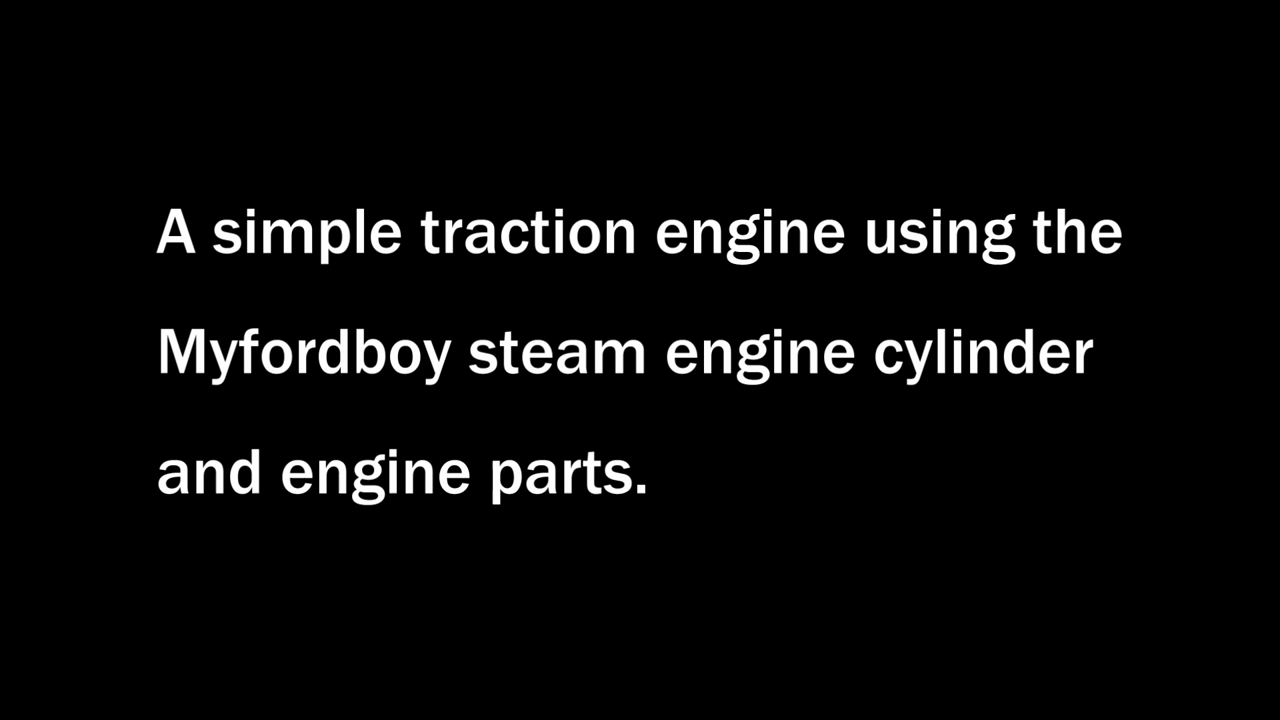 A simple traction engine using the
Myfordboy steam engine cylinder
and engine parts.